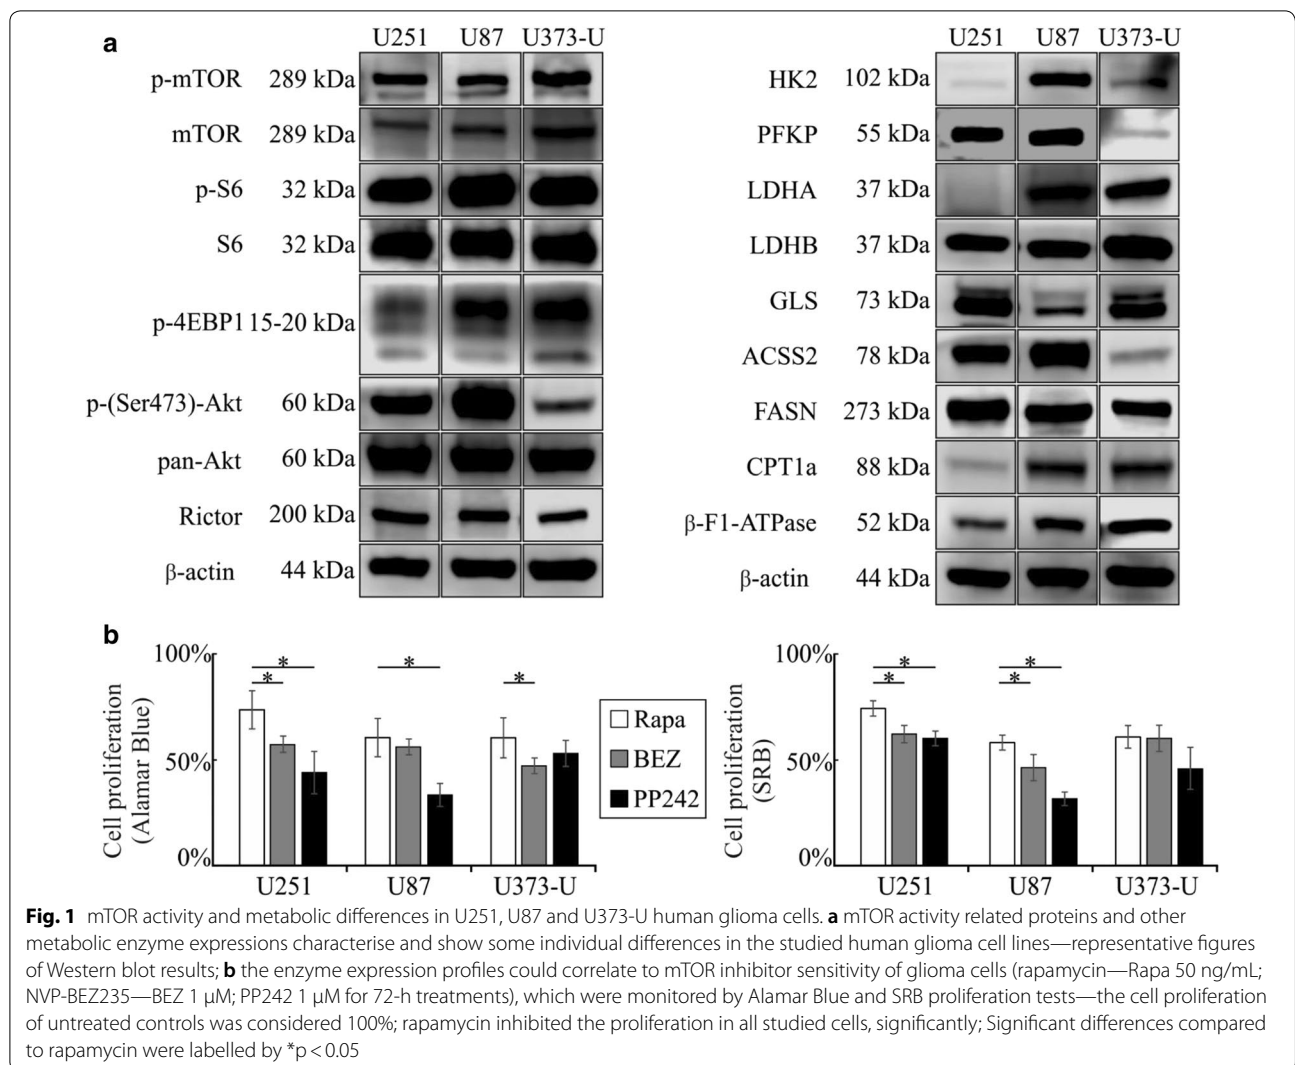 a
U251 U87 U373-U
p-mTOR 289 kDa
mTOR 289 kDa
p-S6 32 kDa
S6 32 kDa
p-4EBP1 15-20 kDa
p-(Ser473)-Akt 60 kDa
pan-Akt 60 kDa
Rictor 200 kDa
β-actin 44 kDa
U251 U87 U373-U
HK2 102 kDa
PFKP 55 kDa
LDHA 37 kDa
LDHB 37 kDa
GLS 73 kDa
ACSS2 78 kDa
FASN 273 kDa
CPT1a 88 kDa
β-F1-ATPase 52 kDa
β-actin 44 kDa
b
Cell proliferation
(Alamar Blue)
100%
50%
0%
* *
*
*
U251 U87 U373-U
Rapa
BEZ
PP242
Cell proliferation
(SRB)
100%
50%
0%
* *
* *
U251 U87 U373-U
Fig. 1 mTOR activity and metabolic differences in U251, U87 and U373-U human glioma cells. a mTOR activity related proteins and other
metabolic enzyme expressions characterise and show some individual differences in the studied human glioma cell lines—representative figures
of Western blot results; b the enzyme expression profiles could correlate to mTOR inhibitor sensitivity of glioma cells (rapamycin—Rapa 50 ng/mL;
NVP-BEZ235—BEZ 1 μM; PP242 1 μM for 72-h treatments), which were monitored by Alamar Blue and SRB proliferation tests—the cell proliferation
of untreated controls was considered 100%; rapamycin inhibited the proliferation in all studied cells, significantly; Significant differences compared
to rapamycin were labelled by *p < 0.05